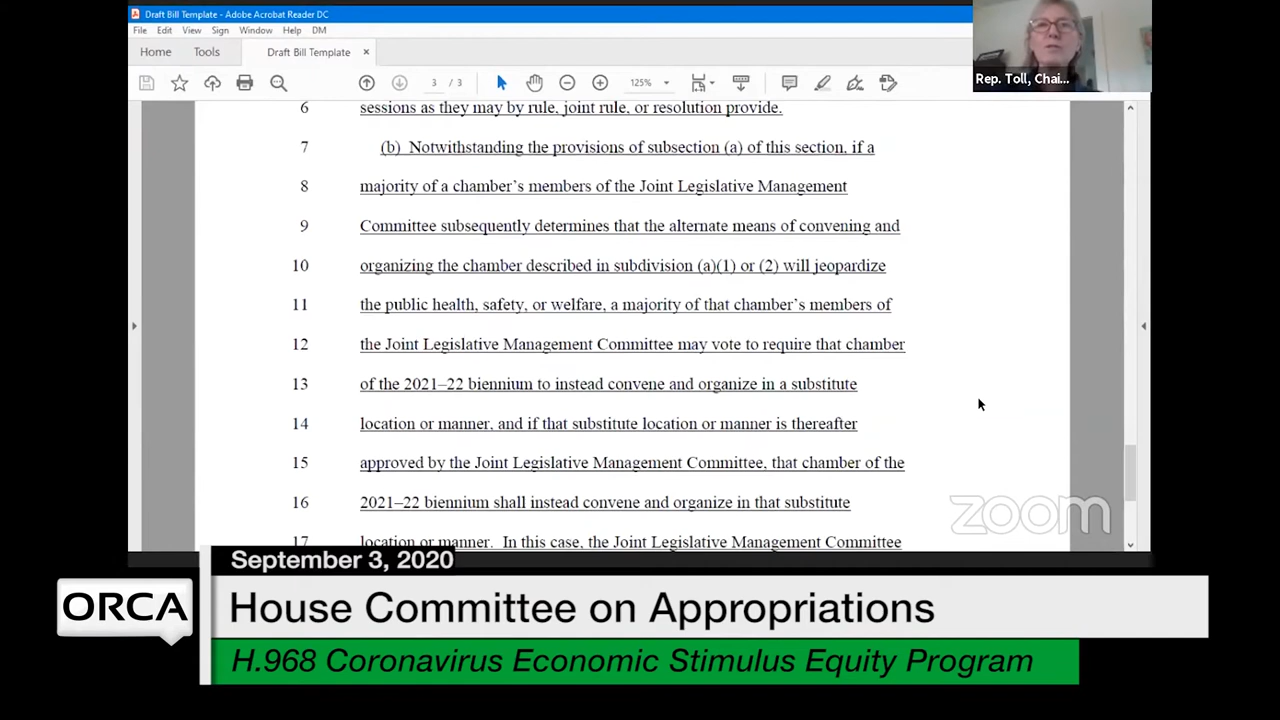 Draft Bill Template - Adobe Acrobat Reader DC
File Edit View Sign Window Help DM
Home Tools Draft Bill Template ×
3 / 3 125%
Rep. Toll, Chai...
6 sessions as they may by rule, joint rule, or resolution provide.
7 (b) Notwithstanding the provisions of subsection (a) of this section, if a
8 majority of a chamber’s members of the Joint Legislative Management
9 Committee subsequently determines that the alternate means of convening and
10 organizing the chamber described in subdivision (a)(1) or (2) will jeopardize
11 the public health, safety, or welfare, a majority of that chamber’s members of
12 the Joint Legislative Management Committee may vote to require that chamber
13 of the 2021–22 biennium to instead convene and organize in a substitute
14 location or manner, and if that substitute location or manner is thereafter
15 approved by the Joint Legislative Management Committee, that chamber of the
16 2021–22 biennium shall instead convene and organize in that substitute
17 location or manner. In this case, the Joint Legislative Management Committee
zoom
September 3, 2020
ORCA
House Committee on Appropriations
H.968 Coronavirus Economic Stimulus Equity Program